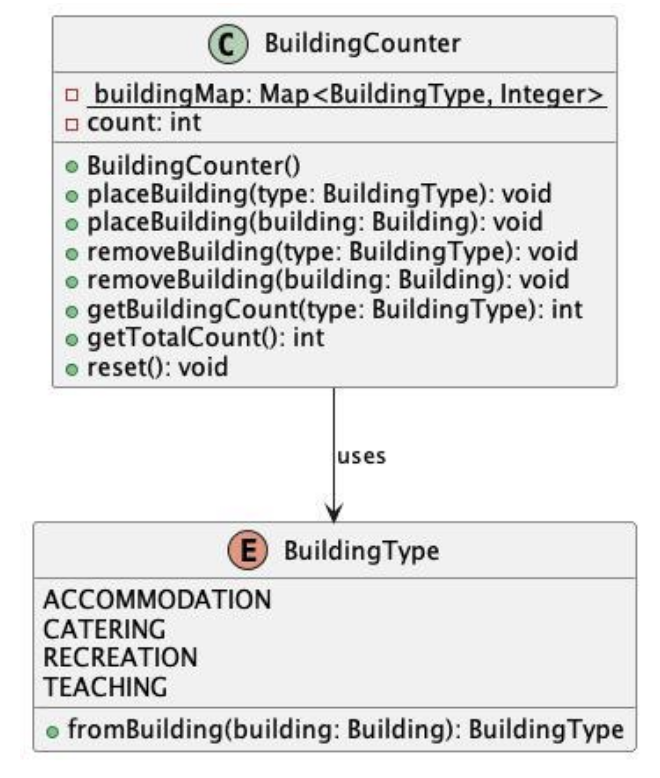 C BuildingCounter
buildingMap: Map<BuildingType, Integer>
count: int
BuildingCounter()
placeBuilding(type: BuildingType): void
placeBuilding(building: Building): void
removeBuilding(type: BuildingType): void
removeBuilding(building: Building): void
getBuildingCount(type: BuildingType): int
getTotalCount(): int
reset(): void
uses
E BuildingType
ACCOMMODATION
CATERING
RECREATION
TEACHING
fromBuilding(building: Building): BuildingType